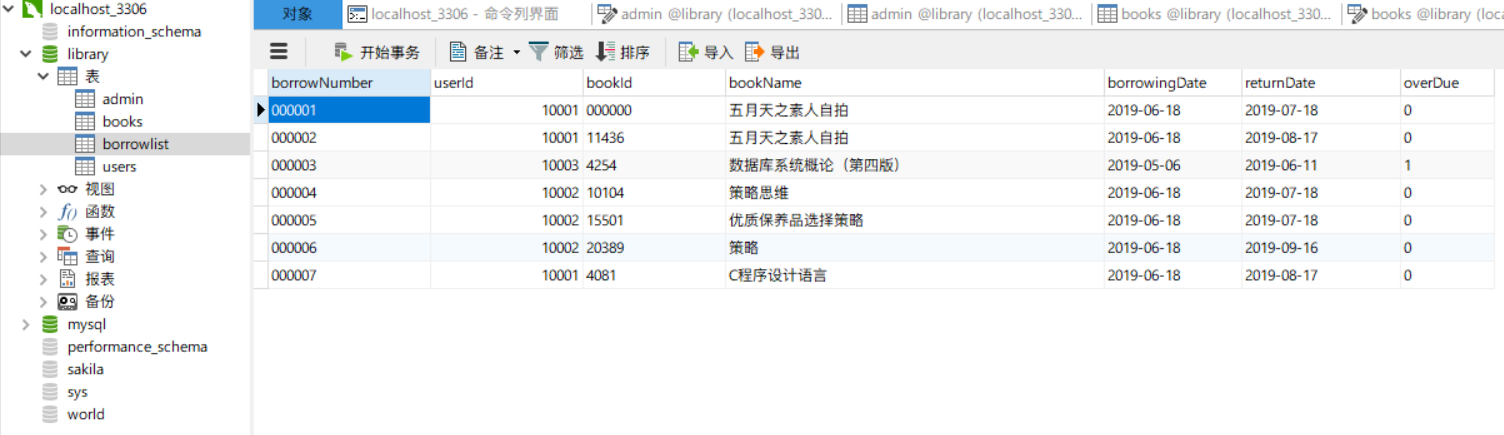 localhost_3306
information_schema
library
表
admin
books
borrowlist
users
视图
f() 函数
事件
查询
报表
备份
mysql
performance_schema
sakila
sys
world
对象 localhost_3306 - 命令列界面 admin @library (localhost_330... admin @library (localhost_330... books @library (localhost_330... books @library (loc
开始事务 备注 筛选 排序 导入 导出
borrowNumber userId bookId bookName borrowingDate returnDate overDue
000001 10001 000000 五月天之素人自拍 2019-06-18 2019-07-18 0
000002 10001 11436 五月天之素人自拍 2019-06-18 2019-08-17 0
000003 10003 4254 数据库系统概论（第四版） 2019-05-06 2019-06-11 1
000004 10002 10104 策略思维 2019-06-18 2019-07-18 0
000005 10002 15501 优质保养品选择策略 2019-06-18 2019-07-18 0
000006 10002 20389 策略 2019-06-18 2019-09-16 0
000007 10001 4081 C程序设计语言 2019-06-18 2019-08-17 0